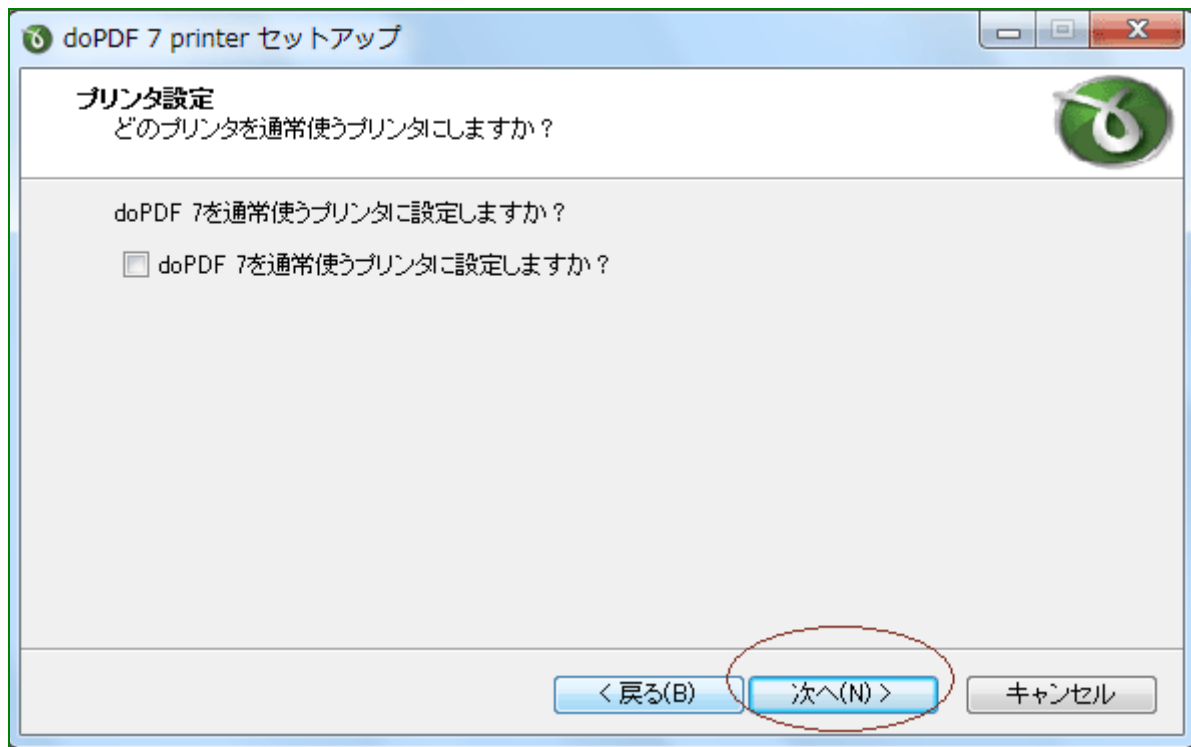 doPDF 7 printer セットアップ
プリンタ設定
どのプリンタを通常使うプリンタにしますか？
doPDF 7を通常使うプリンタに設定しますか？
doPDF 7を通常使うプリンタに設定しますか？
< 戻る(B) 次へ(N) > キャンセル